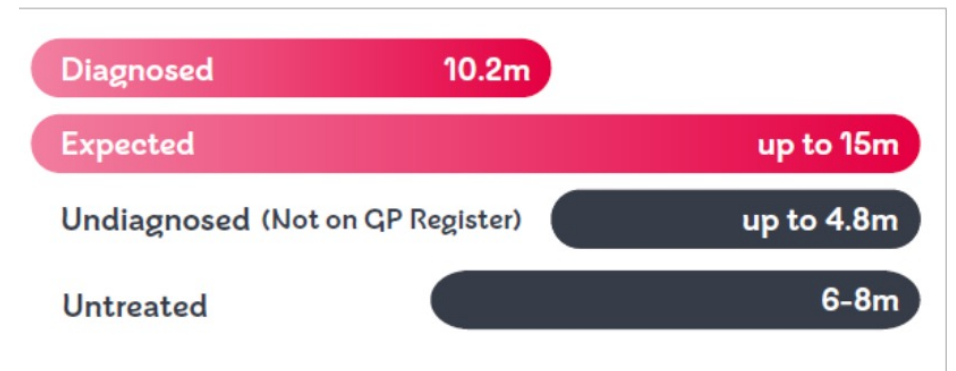 Diagnosed 10.2m
Expected up to 15m
Undiagnosed (Not on GP Register) up to 4.8m
Untreated 6-8m